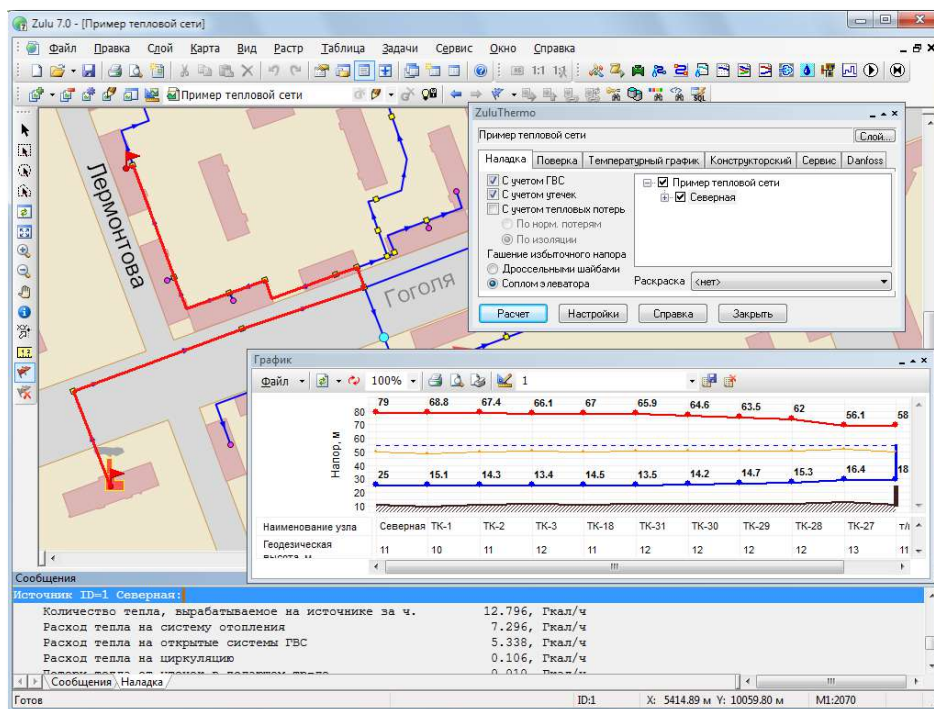 Zulu 7.0 - [Пример тепловой сети]
Файл Правка Слой Карта Вид Растр Таблица Задачи Сервис Окно Справка
1:1
Пример тепловой сети
SQL
Лермонтова
Гоголя
ZuluThermo
Пример тепловой сети Слой...
Наладка Поверка Температурный график Конструкторский Сервис Danfoss
С учетом ГВС
С учетом утечек
С учетом тепловых потерь
По норм. потерям
По изоляции
Гашение избыточного напора
Дроссельными шайбами
Соплом элеватора
Пример тепловой сети
Северная
Раскраска <нет>
Расчет Настройки Справка Закрыть
График
Файл 100% 1
Напор, м
80
70
60
50
40
30
20
10
79 68.8 67.4 66.1 67 65.9 64.6 63.5 62 56.1 58
25 15.1 14.3 13.4 14.5 13.5 14.2 14.7 15.3 16.4 18
Наименование узла Северная ТК-1 ТК-2 ТК-3 ТК-18 ТК-31 ТК-30 ТК-29 ТК-28 ТК-27
Геодезическая
высота, м
11 10 11 12 11 12 12 12 12 13 11
Сообщения
Источник ID=1 Северная:
Количество тепла, вырабатываемое на источнике за ч. 12.796, Гкал/ч
Расход тепла на систему отопления 7.296, Гкал/ч
Расход тепла на открытые системы ГВС 5.338, Гкал/ч
Расход тепла на циркуляцию 0.106, Гкал/ч
Сообщения Наладка
Готов ID:1 X: 5414.89 м Y: 10059.80 м М1:2070